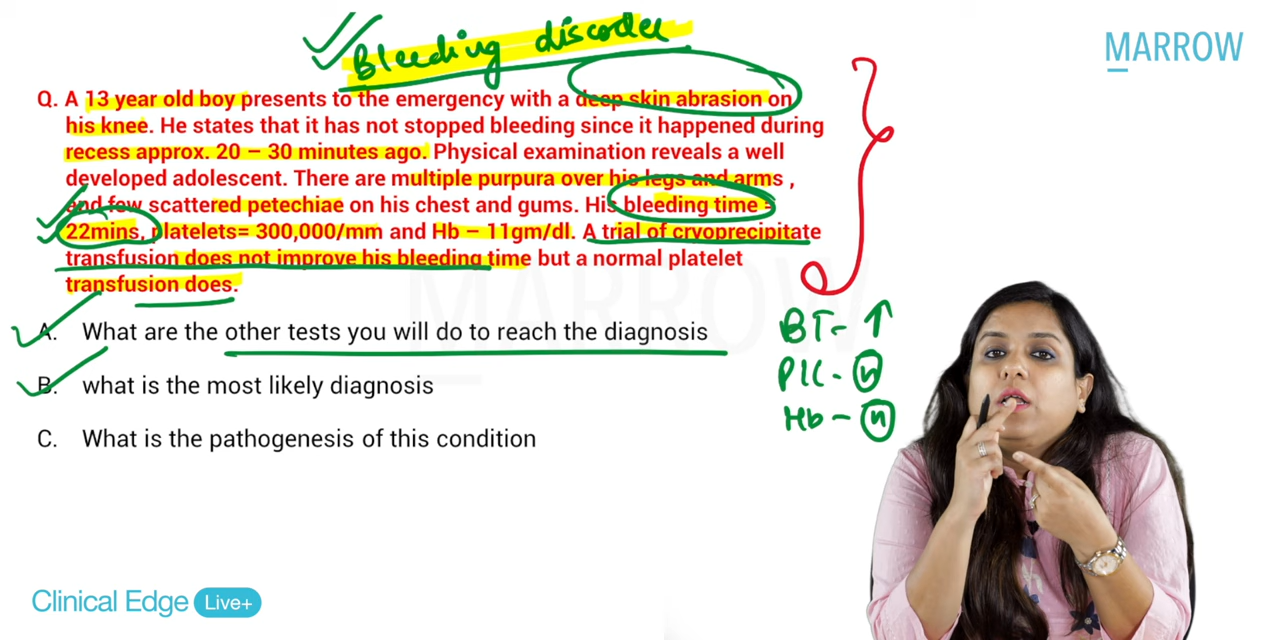 Bleeding disorder
MARROW
Q. A 13 year old boy presents to the emergency with a deep skin abrasion on
his knee. He states that it has not stopped bleeding since it happened during
recess approx. 20 – 30 minutes ago. Physical examination reveals a well
developed adolescent. There are multiple purpura over his legs and arms ,
and few scattered petechiae on his chest and gums. His bleeding time =
22mins, platelets= 300,000/mm and Hb – 11gm/dl. A trial of cryoprecipitate
transfusion does not improve his bleeding time but a normal platelet
transfusion does.
MARROW
A. What are the other tests you will do to reach the diagnosis
B. what is the most likely diagnosis
C. What is the pathogenesis of this condition
BT- ↑
PlC - n
Hb - n
Clinical Edge Live+